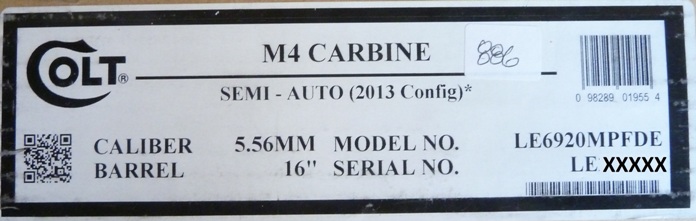 COLT®
M4 CARBINE
886
SEMI - AUTO (2013 Config)*
0 98289 01955 4
CALIBER 5.56MM MODEL NO. LE6920MPFDE
BARREL 16" SERIAL NO. LE XXXXX